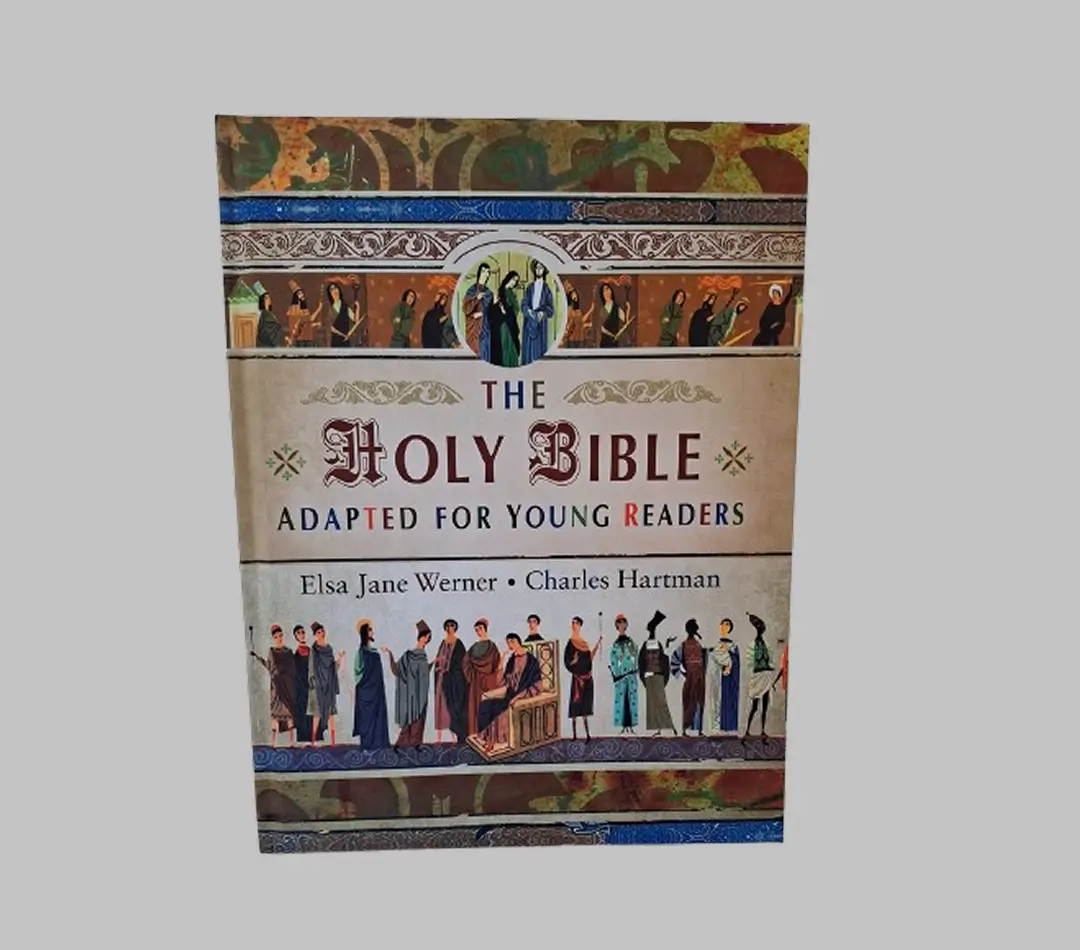 THE
HOLY BIBLE
ADAPTED FOR YOUNG READERS
Elsa Jane Werner • Charles Hartman